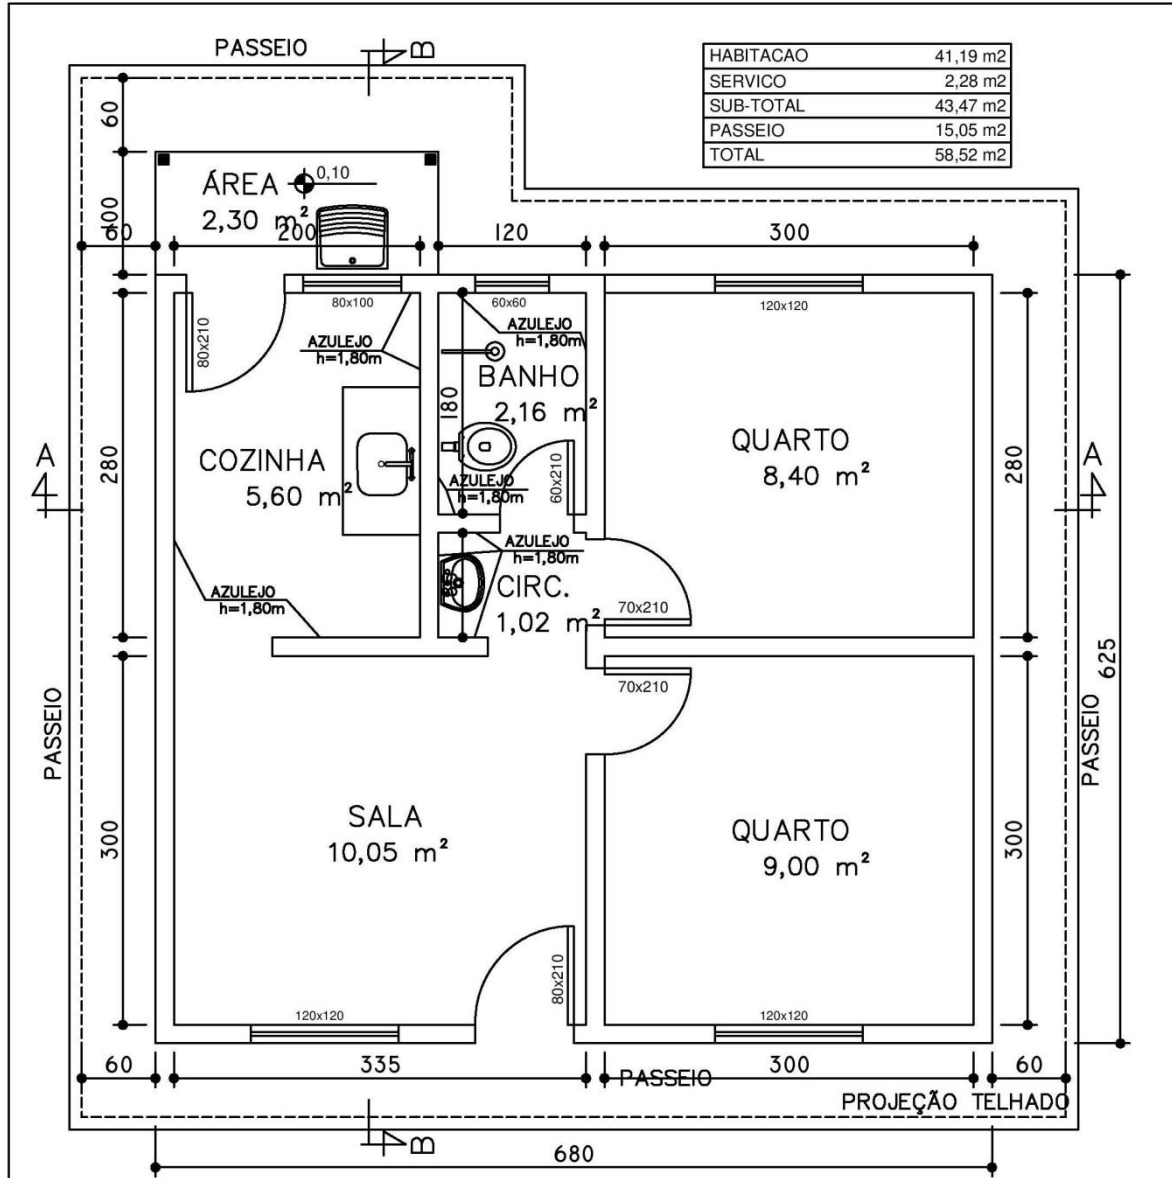 PASSEIO
B
HABITACAO 41,19 m2
SERVICO 2,28 m2
SUB-TOTAL 43,47 m2
PASSEIO 15,05 m2
TOTAL 58,52 m2
60
ÁREA 0,10
2,30 m²
100
60
200
120
300
80x100
60x60
120x120
80x210
AZULEJO
h=1,80m
AZULEJO
h=1,80m
BANHO
2,16 m²
180
A
280
COZINHA
5,60 m²
QUARTO
8,40 m²
280
A
AZULEJO
h=1,80m
60x210
AZULEJO
h=1,80m
CIRC.
1,02 m²
AZULEJO
h=1,80m
70x210
70x210
625
PASSEIO
PASSEIO
300
SALA
10,05 m²
QUARTO
9,00 m²
300
80x210
120x120
120x120
60
335
PASSEIO
300
60
PROJEÇÃO TELHADO
B
680